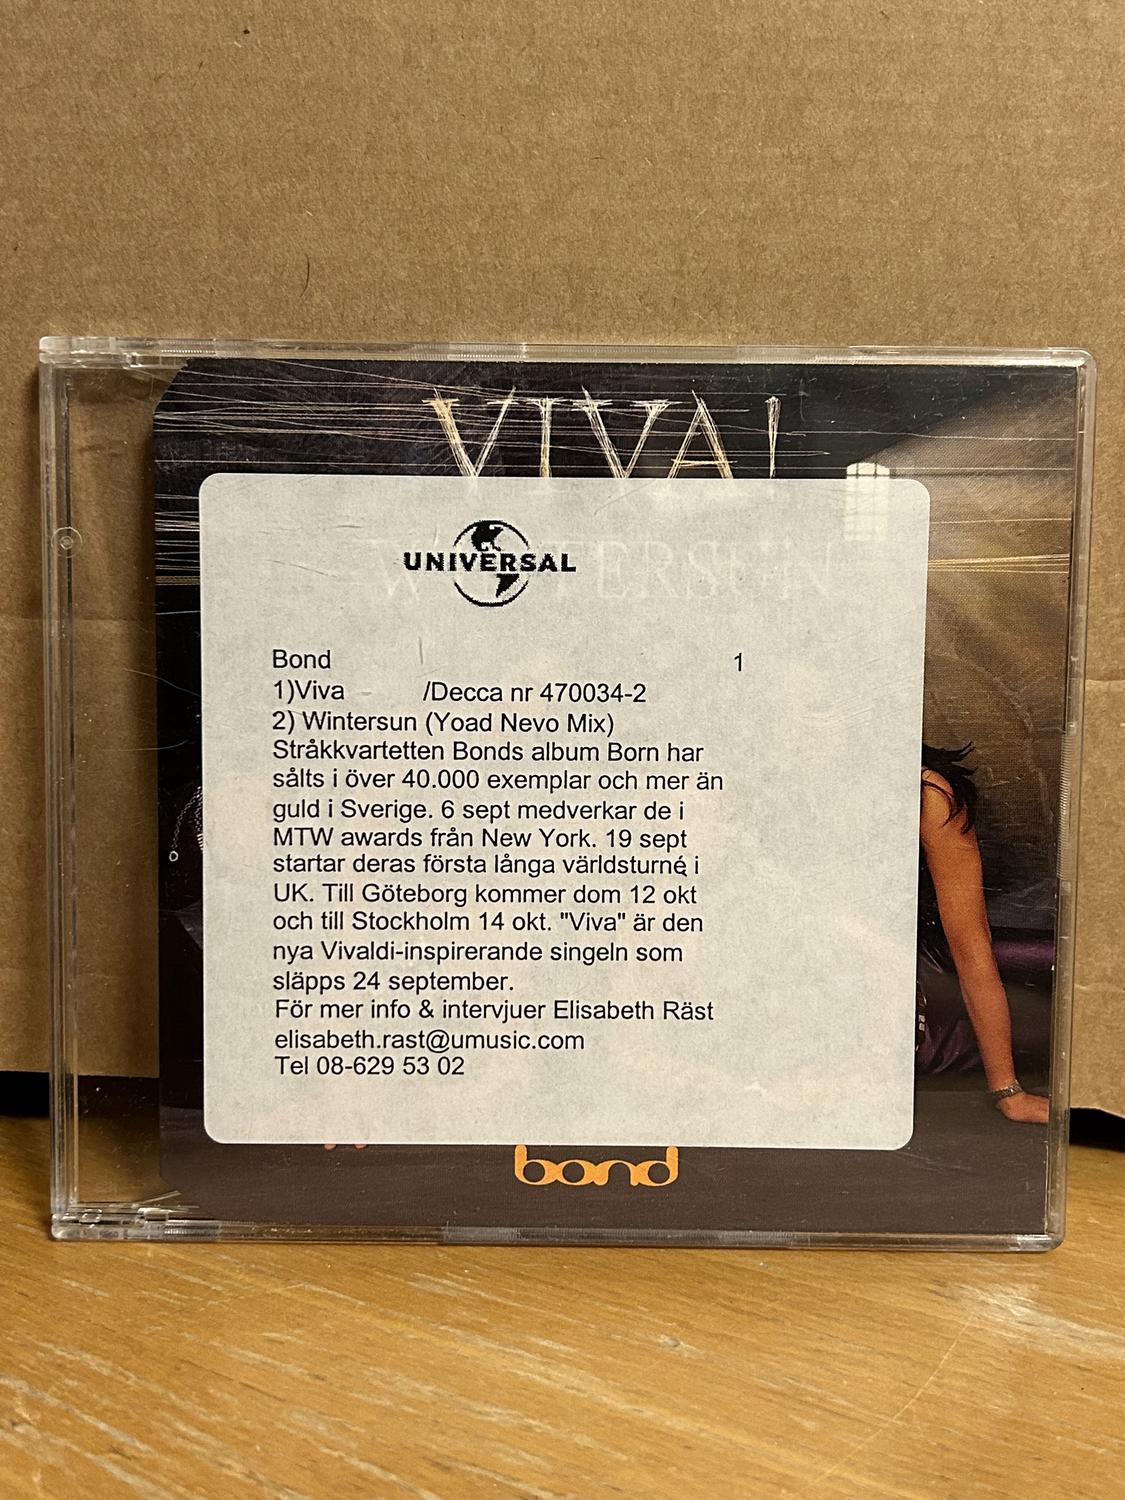 VIVA!
WINTERSUN
UNIVERSAL
Bond 1
1)Viva /Decca nr 470034-2
2) Wintersun (Yoad Nevo Mix)
Stråkkvartetten Bonds album Born har
sålts i över 40.000 exemplar och mer än
guld i Sverige. 6 sept medverkar de i
MTW awards från New York. 19 sept
startar deras första långa världsturné i
UK. Till Göteborg kommer dom 12 okt
och till Stockholm 14 okt. "Viva" är den
nya Vivaldi-inspirerande singeln som
släpps 24 september.
För mer info & intervjuer Elisabeth Räst
elisabeth.rast@umusic.com
Tel 08-629 53 02
bond